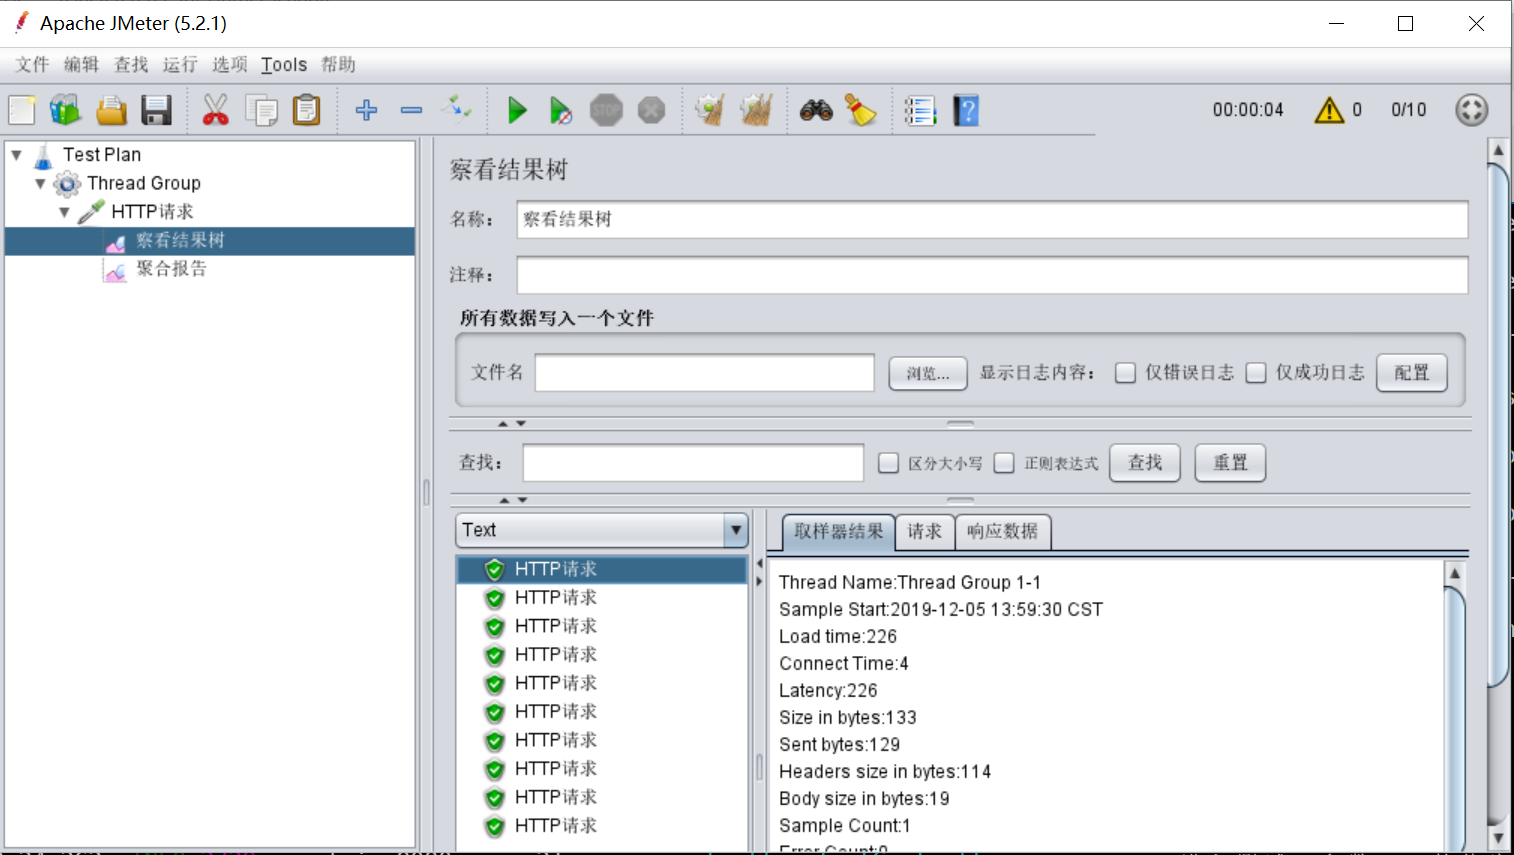 Apache JMeter (5.2.1)
文件 编辑 查找 运行 选项 Tools 帮助
STOP 00:00:04 0 0/10
Test Plan
Thread Group
HTTP请求
察看结果树
聚合报告
察看结果树
名称： 察看结果树
注释：
所有数据写入一个文件
文件名 浏览... 显示日志内容： 仅错误日志 仅成功日志 配置
查找： 区分大小写 正则表达式 查找 重置
Text
HTTP请求
HTTP请求
HTTP请求
HTTP请求
HTTP请求
HTTP请求
HTTP请求
HTTP请求
HTTP请求
HTTP请求
取样器结果 请求 响应数据
Thread Name:Thread Group 1-1
Sample Start:2019-12-05 13:59:30 CST
Load time:226
Connect Time:4
Latency:226
Size in bytes:133
Sent bytes:129
Headers size in bytes:114
Body size in bytes:19
Sample Count:1
Error Count:0